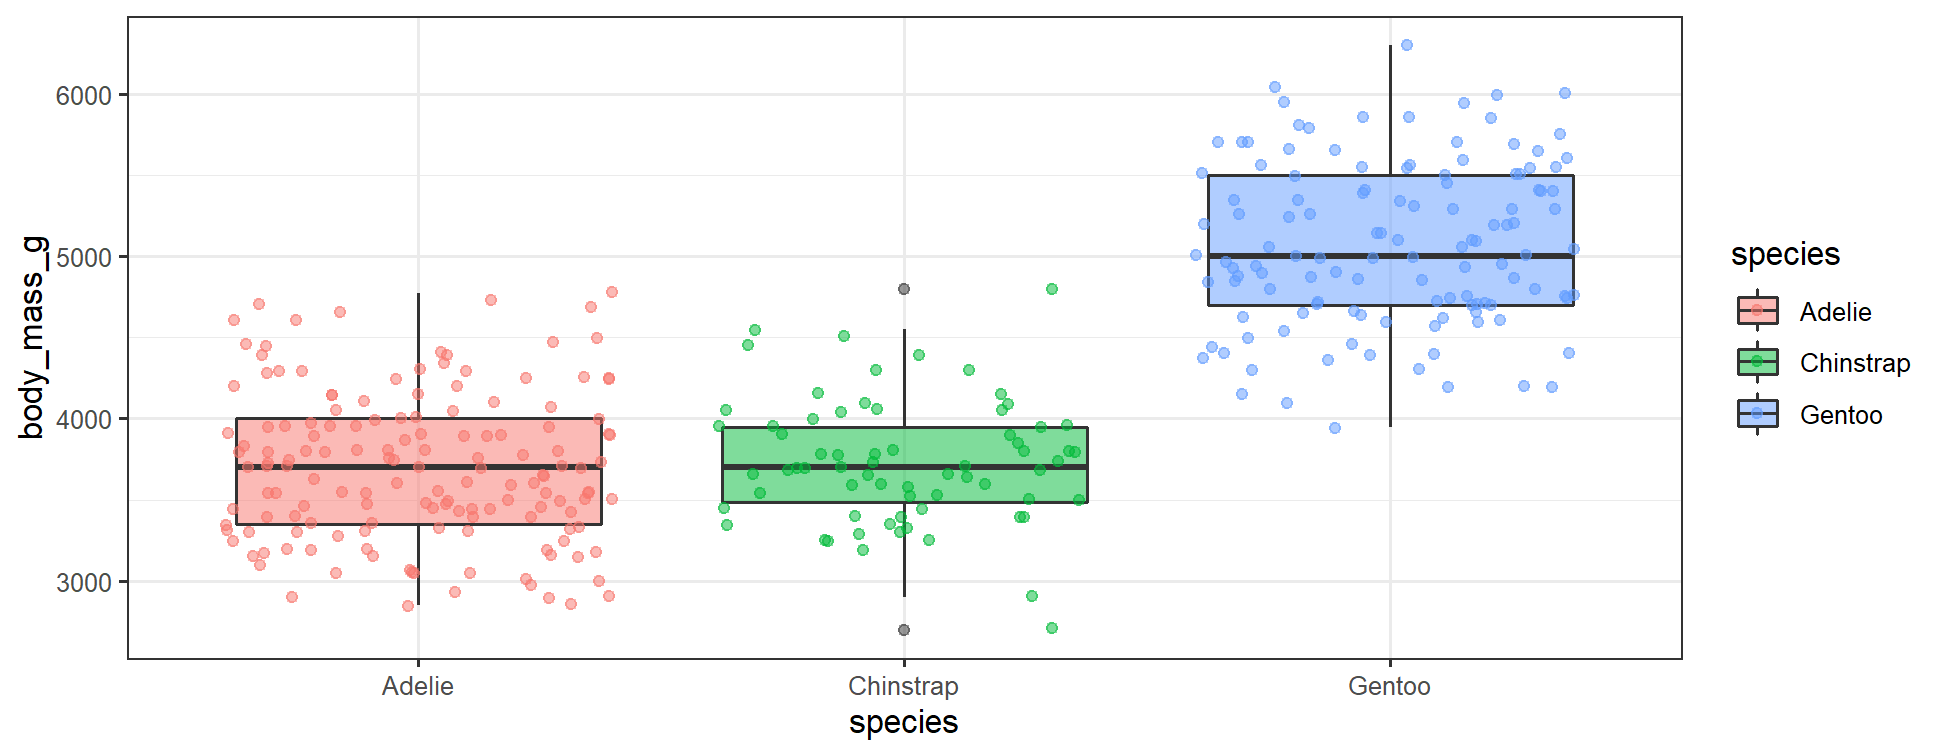 body_mass_g
6000
5000
4000
3000
Adelie
Chinstrap
Gentoo
species
species
Adelie
Chinstrap
Gentoo